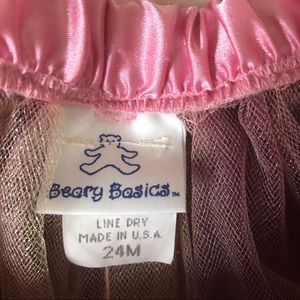 Beary Basics™
LINE DRY
MADE IN U.S.A.
24M